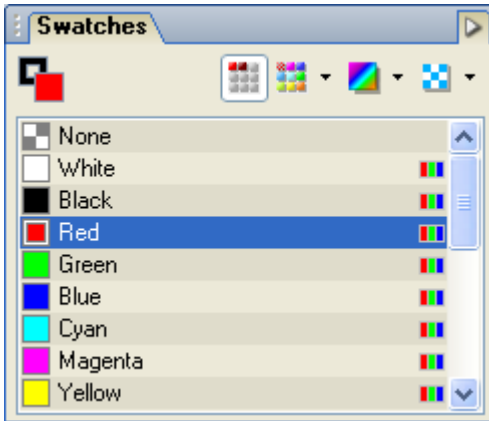 Swatches
None
White
Black
Red
Green
Blue
Cyan
Magenta
Yellow